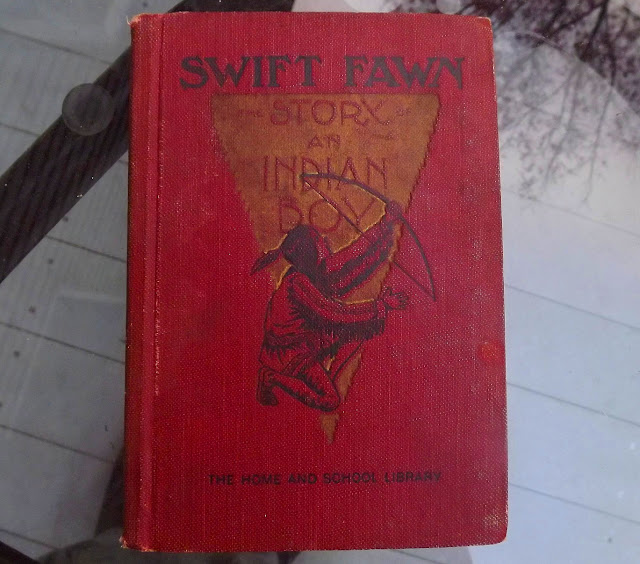 SWIFT FAWN
STORY
AN
INDIAN
BOY
THE HOME AND SCHOOL LIBRARY